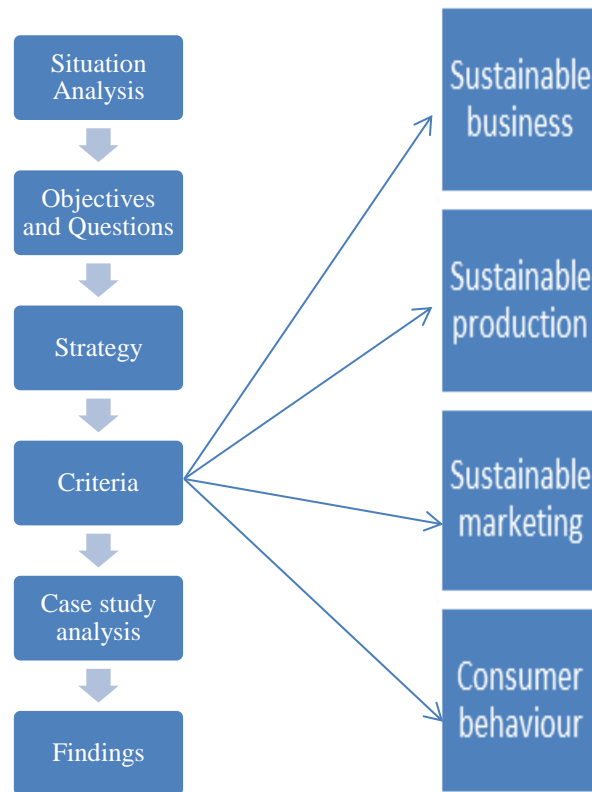 Situation
Analysis
Objectives
and Questions
Strategy
Criteria
Case study
analysis
Findings
Sustainable
business
Sustainable
production
Sustainable
marketing
Consumer
behaviour